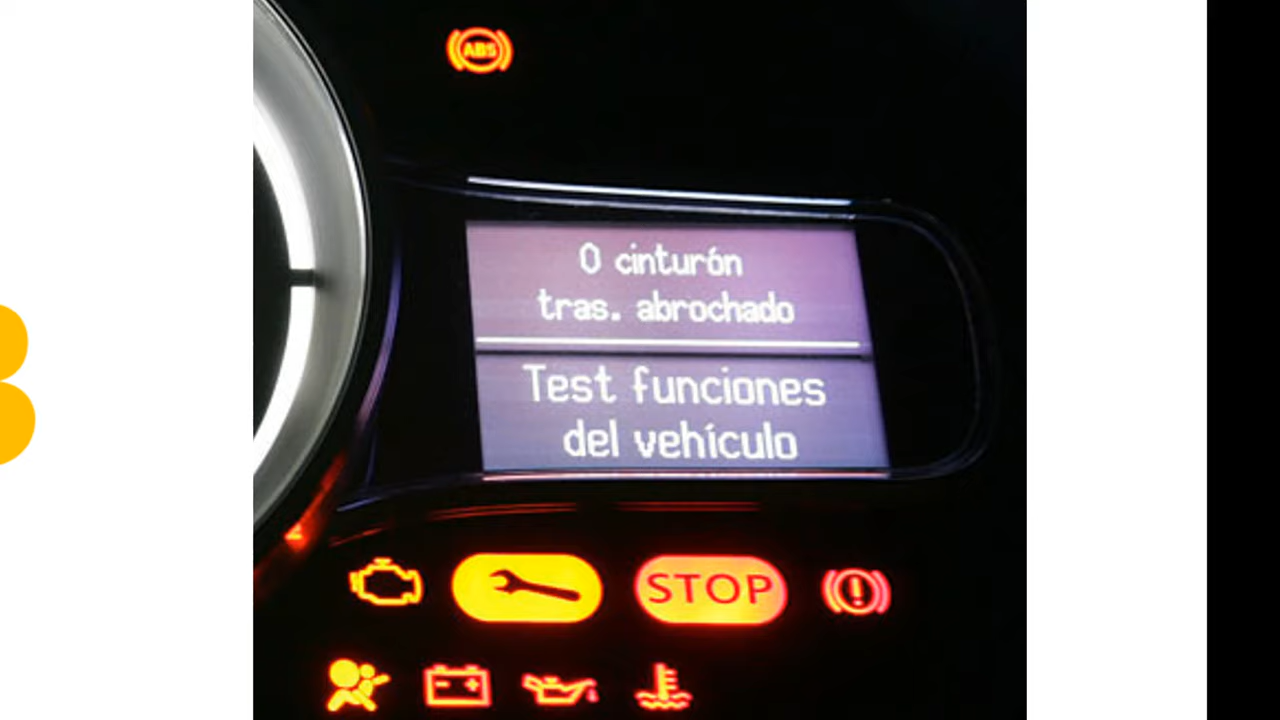 ABS
0 cinturón
tras. abrochado
Test funciones
del vehículo
STOP